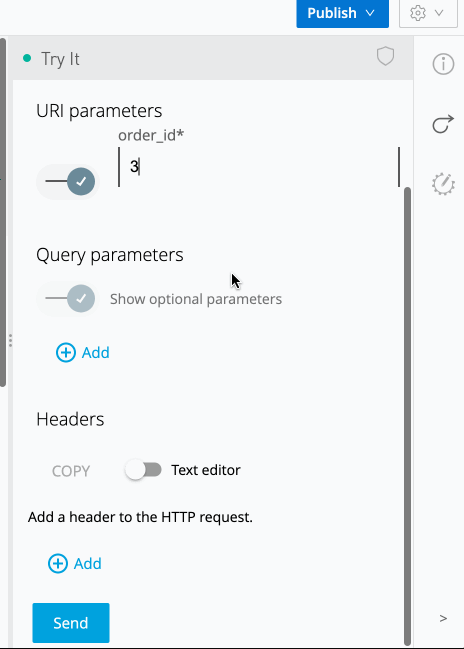 Publish
Try It
URI parameters
order_id*
3
Query parameters
Show optional parameters
Add
Headers
COPY Text editor
Add a header to the HTTP request.
Add
Send
>